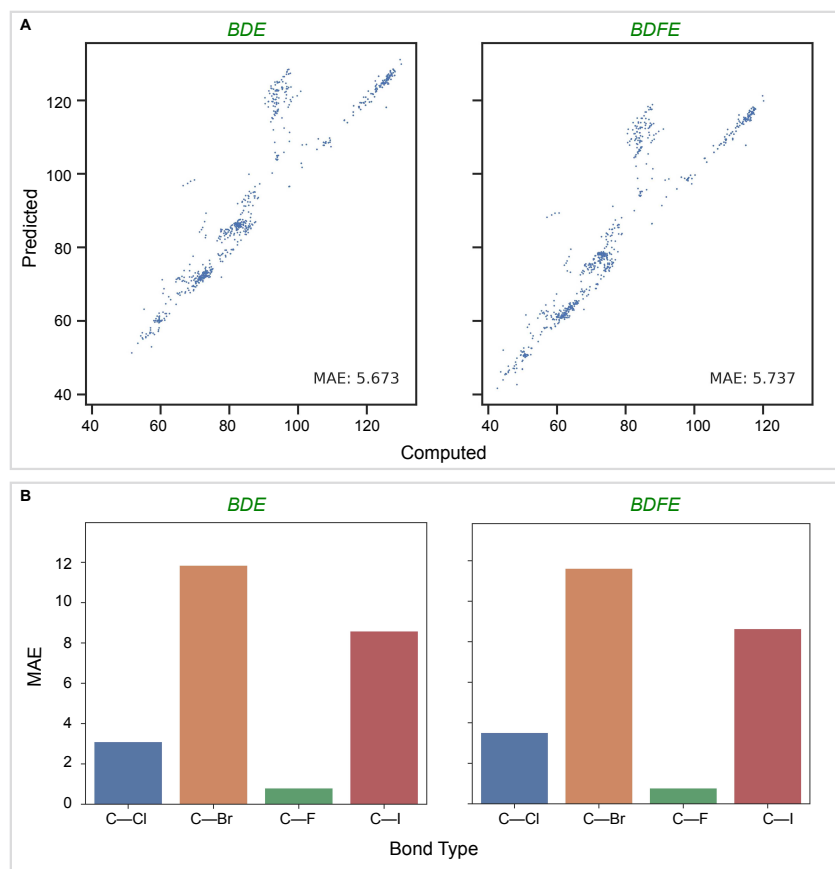 A
BDE
BDFE
Predicted
120
100
80
60
40
MAE: 5.673
MAE: 5.737
40 60 80 100 120
40 60 80 100 120
Computed
B
BDE
BDFE
MAE
12
10
8
6
4
2
0
C—Cl C—Br C—F C—I
C—Cl C—Br C—F C—I
Bond Type